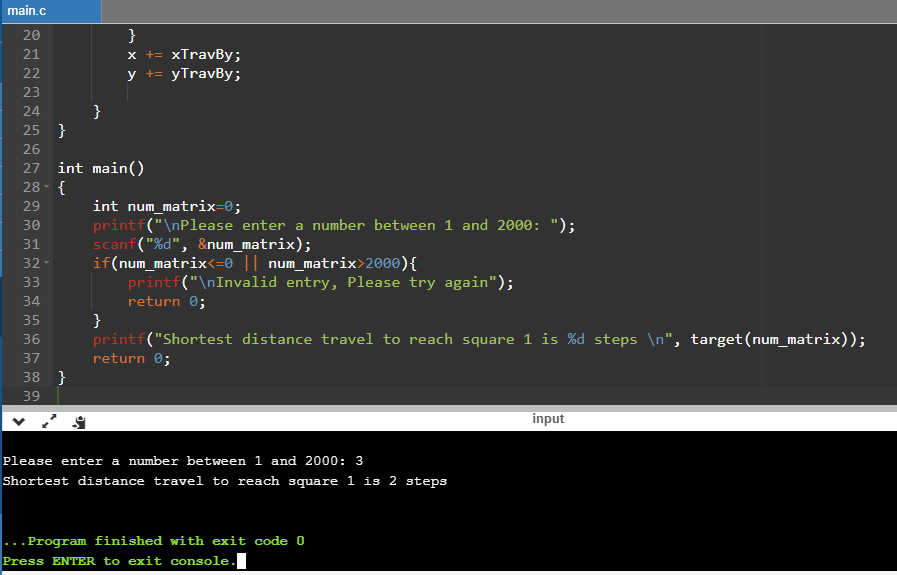 main.c
20 }
21 x += xTravBy;
22 y += yTravBy;
23
24 }
25 }
26
27 int main()
28 {
29 int num_matrix=0;
30 printf("\nPlease enter a number between 1 and 2000: ");
31 scanf("%d", &num_matrix);
32 if(num_matrix<=0 || num_matrix>2000){
33 printf("\nInvalid entry, Please try again");
34 return 0;
35 }
36 printf("Shortest distance travel to reach square 1 is %d steps \n", target(num_matrix));
37 return 0;
38 }
39
input
Please enter a number between 1 and 2000: 3
Shortest distance travel to reach square 1 is 2 steps
...Program finished with exit code 0
Press ENTER to exit console.